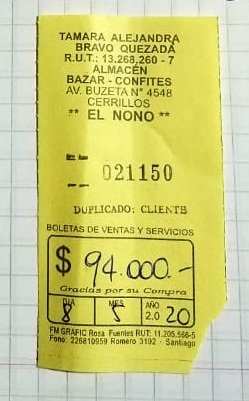 TAMARA ALEJANDRA
BRAVO QUEZADA
R.U.T.: 13.268.260 - 7
ALMACÉN
BAZAR - CONFITES
AV. BUZETA N° 4548
CERRILLOS
** EL NONO **
021150
DUPLICADO: CLIENTE
BOLETAS DE VENTAS Y SERVICIOS
$ 94.000.-
Gracias por su Compra
DIA MES AÑO
8 5 2.0 20
FM GRAFIC Rosa Fuentes RUT: 11.205.566-5
Fono: 226810959 Romero 3192 - Santiago